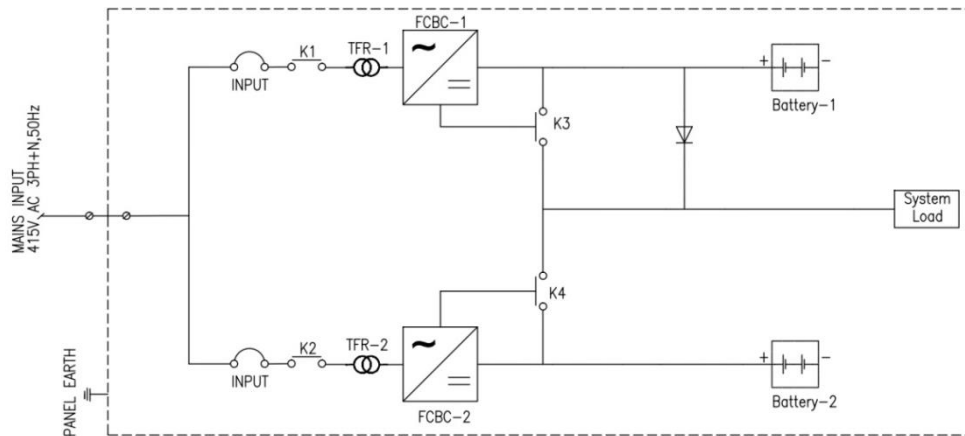 FCBC-1
K1
TFR-1
INPUT
+ -
Battery-1
K3
MAINS INPUT
415V AC 3PH+N,50Hz
System
Load
K4
K2
TFR-2
INPUT
FCBC-2
+ -
Battery-2
PANEL EARTH